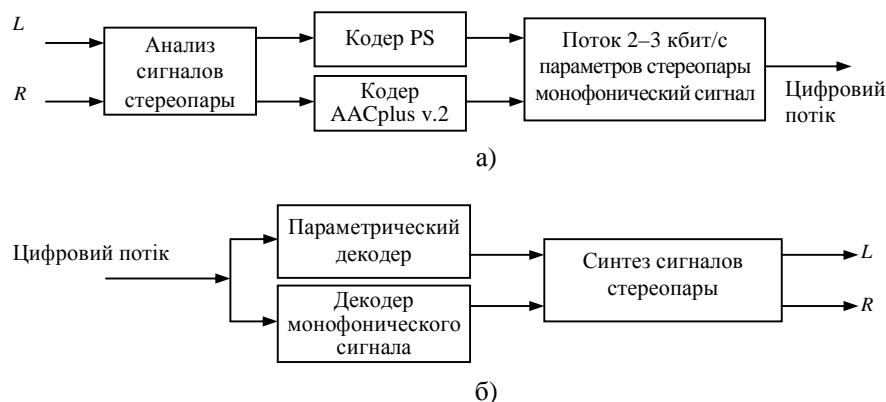 L
R
Анализ
сигналов
стереопары
Кодер PS
Кодер
AACplus v.2
Поток 2–3 кбит/с
параметров стереопары
монофонический сигнал
Цифровий
потік
а)
Цифровий потік
Параметрический
декодер
Декодер
монофонического
сигнала
Синтез сигналов
стереопары
L
R
б)